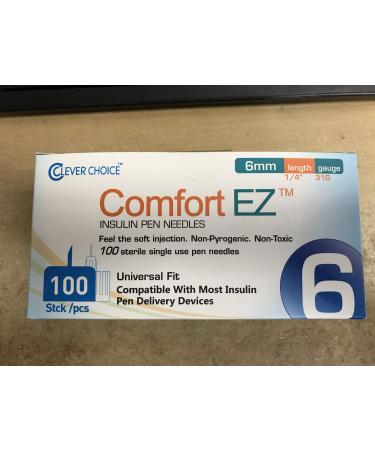 CLEVER CHOICE™
6mm length gauge
1/4" 31G
Comfort EZ™
INSULIN PEN NEEDLES
Feel the soft injection. Non-Pyrogenic. Non-Toxic
100 sterile single use pen needles
100
Stck /pcs
Universal Fit
Compatible With Most Insulin
Pen Delivery Devices
6